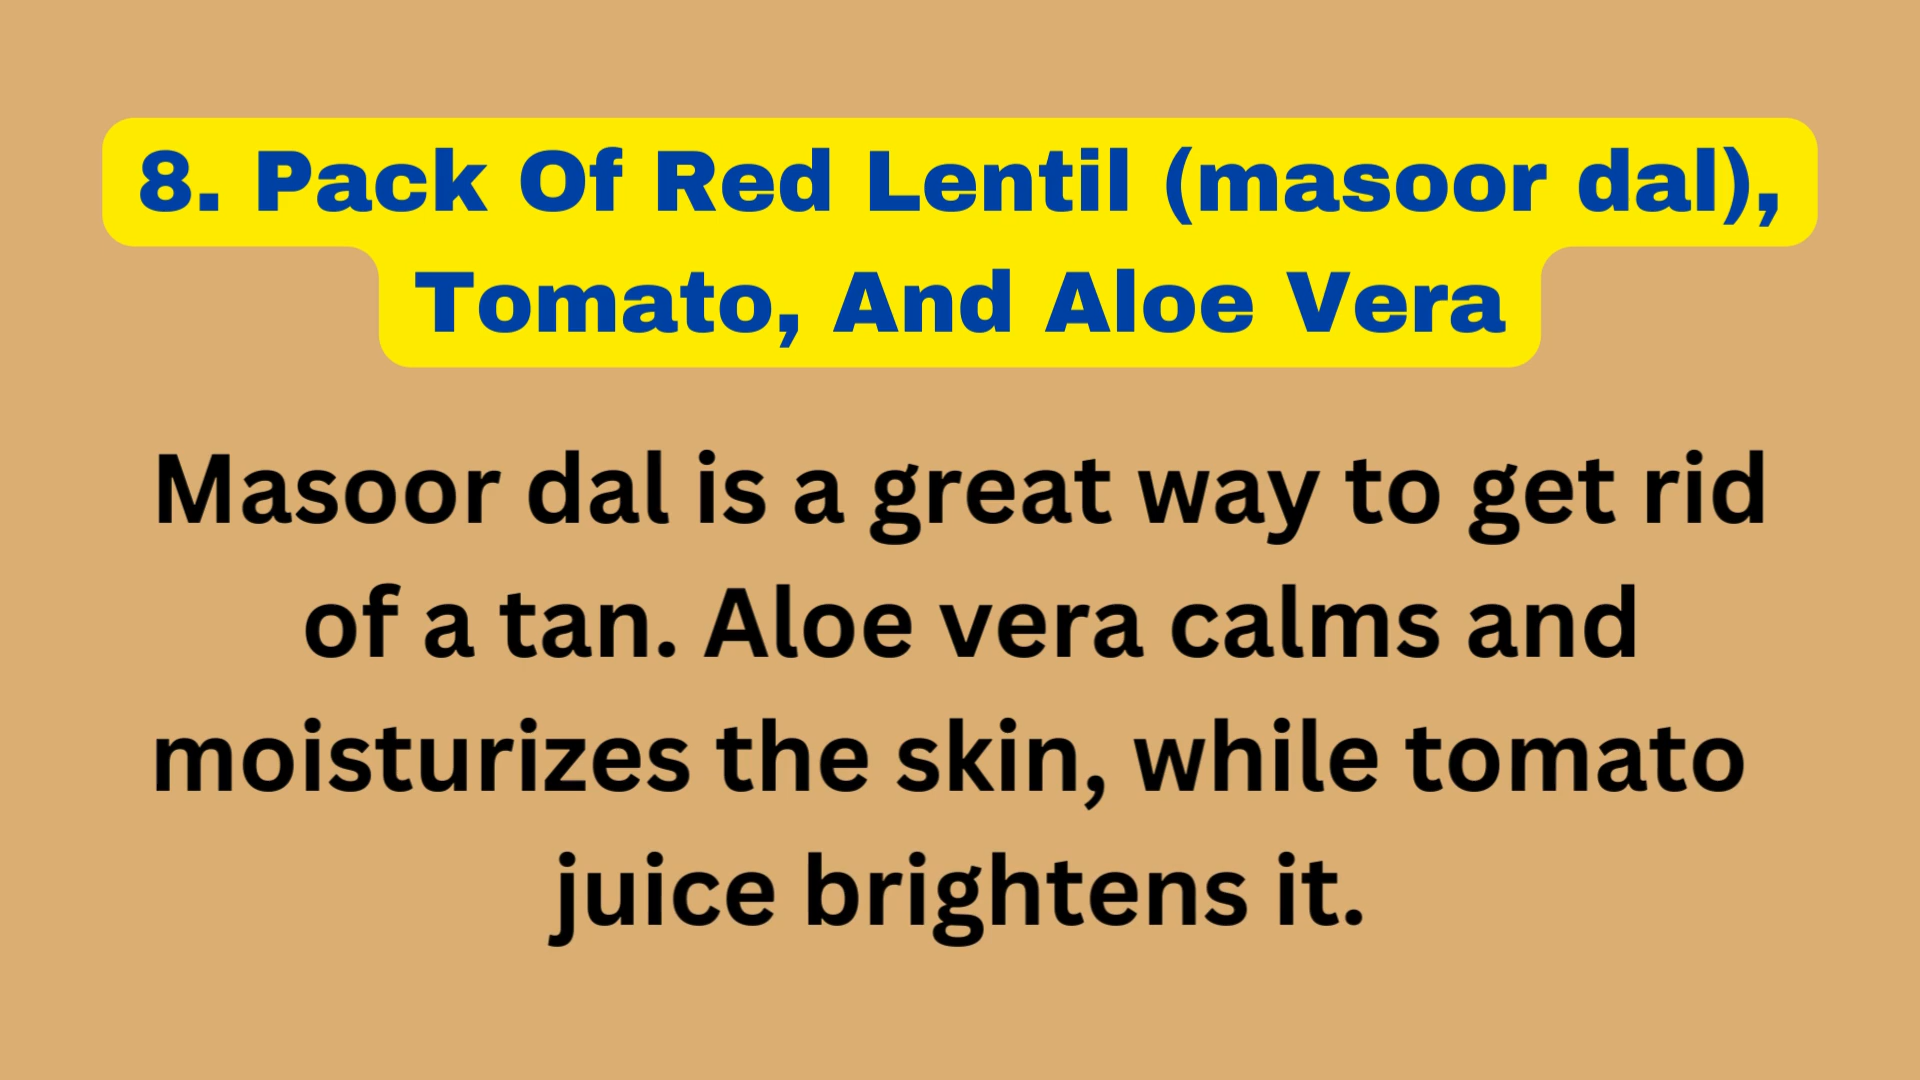 8. Pack Of Red Lentil (masoor dal),
Tomato, And Aloe Vera
Masoor dal is a great way to get rid
of a tan. Aloe vera calms and
moisturizes the skin, while tomato
juice brightens it.